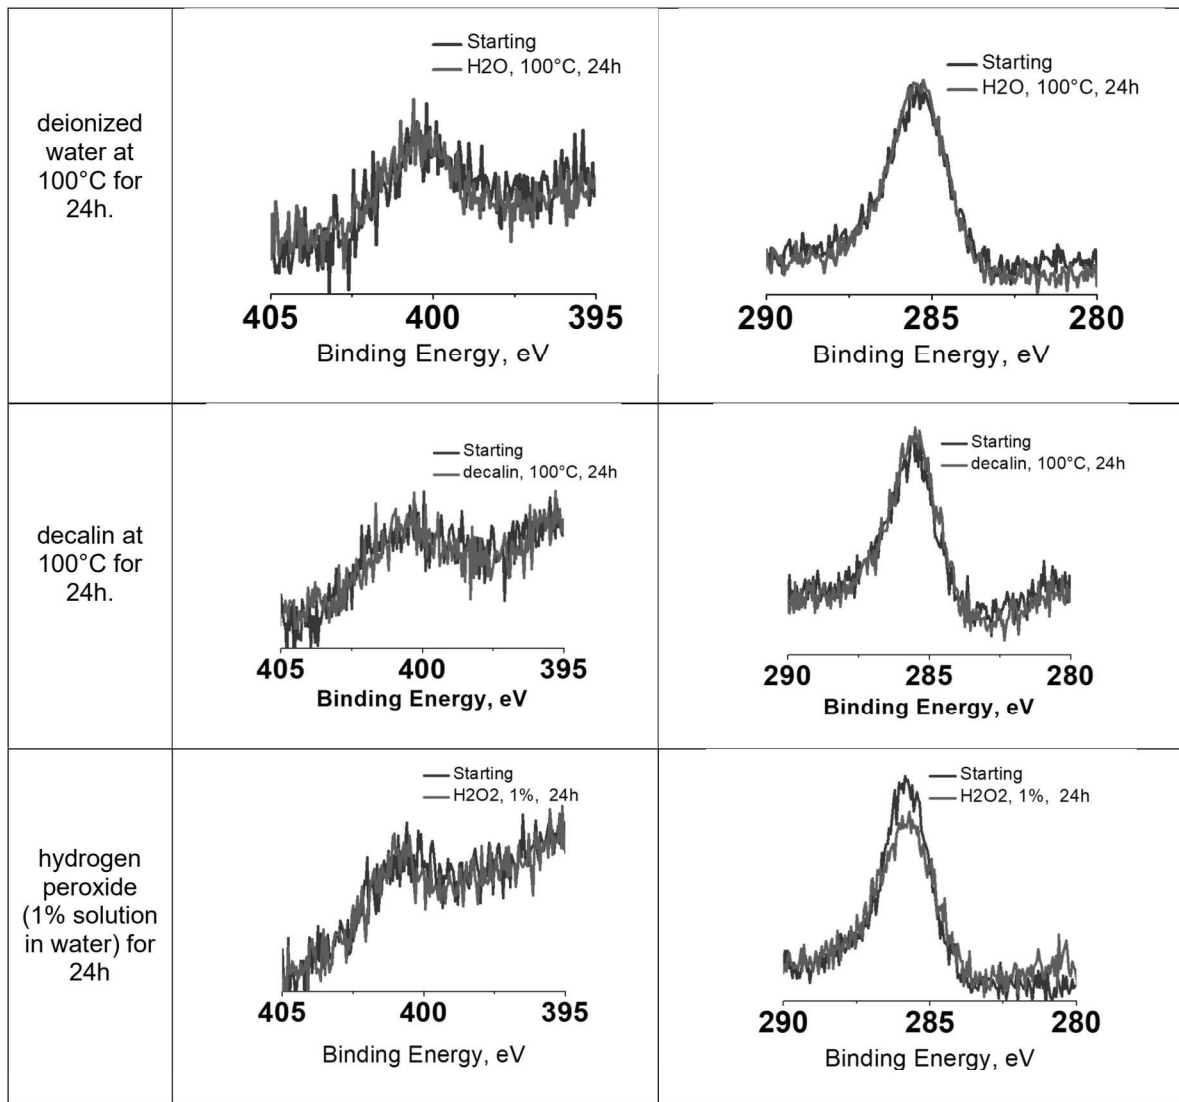 deionized
water at
100°C for
24h.
Starting
H2O, 100°C, 24h
405 400 395
Binding Energy, eV
Starting
H2O, 100°C, 24h
290 285 280
Binding Energy, eV
decalin at
100°C for
24h.
Starting
decalin, 100°C, 24h
405 400 395
Binding Energy, eV
Starting
decalin, 100°C, 24h
290 285 280
Binding Energy, eV
hydrogen
peroxide
(1% solution
in water) for
24h
Starting
H2O2, 1%, 24h
405 400 395
Binding Energy, eV
Starting
H2O2, 1%, 24h
290 285 280
Binding Energy, eV